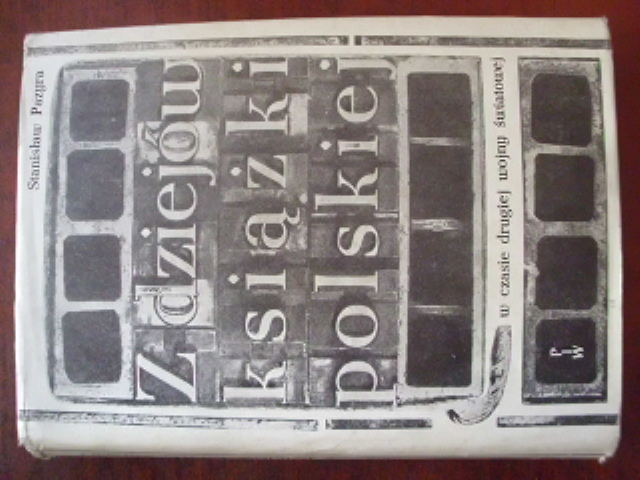 Stanisław Pazyra
Z dziejów
książki
polskiej
w czasie drugiej wojny światowej
PIW